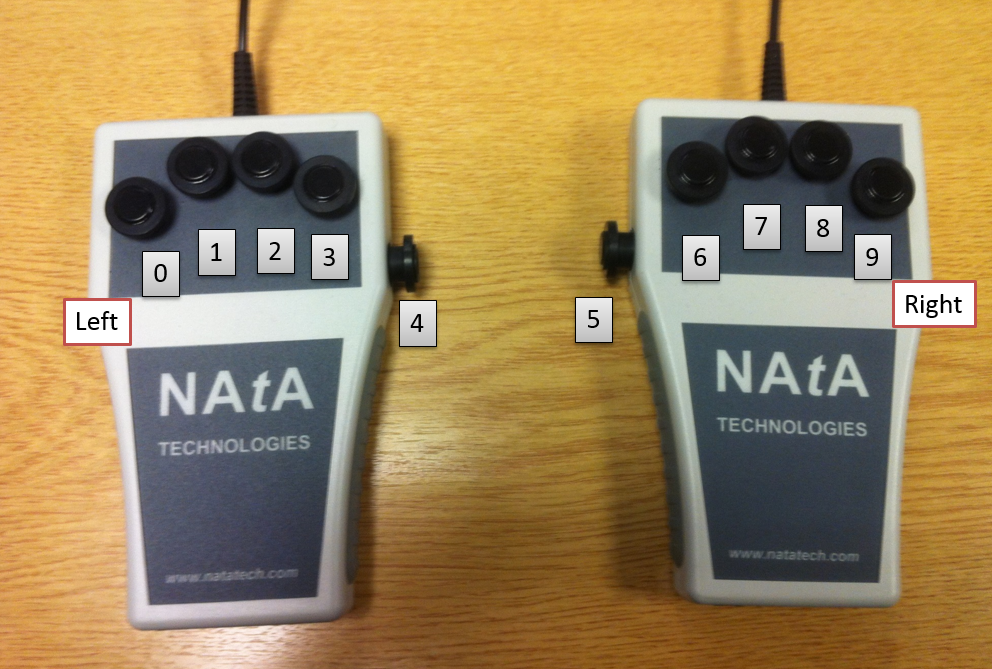 0
1
2
3
4
Left
NAtA
TECHNOLOGIES
www.natatech.com
5
6
7
8
9
Right
NAtA
TECHNOLOGIES
www.natatech.com